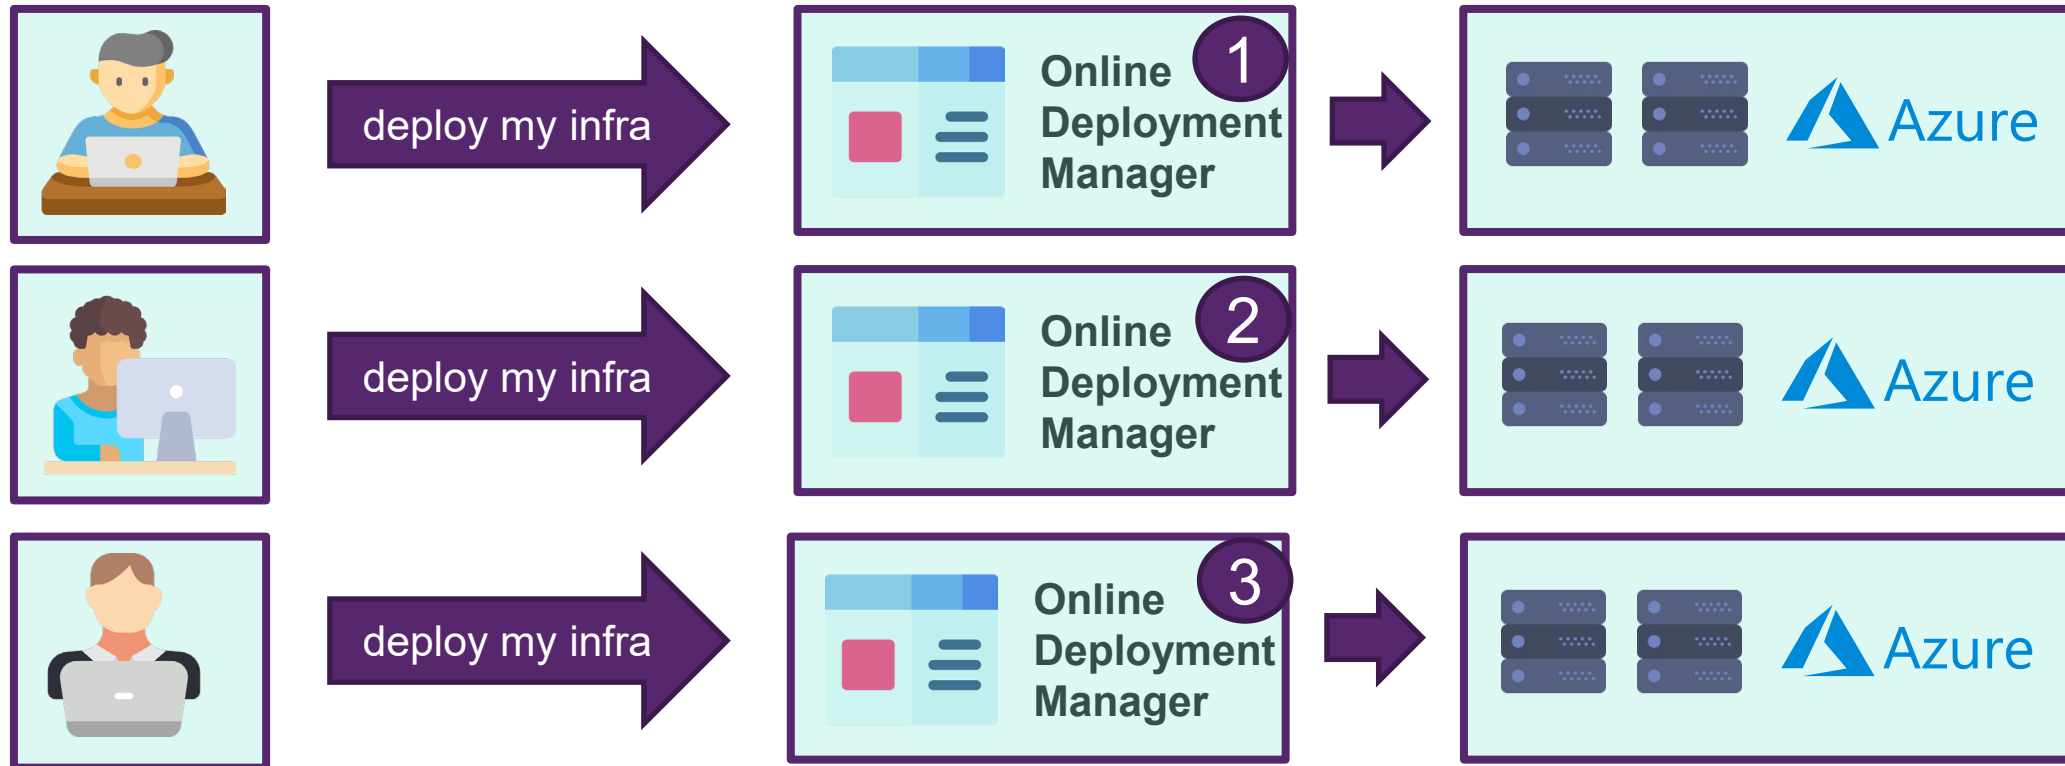 deploy my infra
Online
Deployment
Manager
1
Azure
deploy my infra
Online
Deployment
Manager
2
Azure
deploy my infra
Online
Deployment
Manager
3
Azure